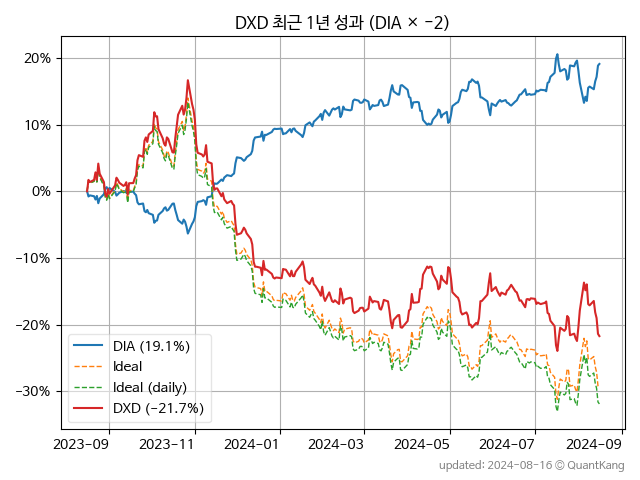 DXD 최근 1년 성과 (DIA × −2)
20%
10%
0%
−10%
−20%
−30%
DIA (19.1%)
Ideal
Ideal (daily)
DXD (−21.7%)
2023−09
2023−11
2024−01
2024−03
2024−05
2024−07
2024−09
updated: 2024-08-16 © QuantKang